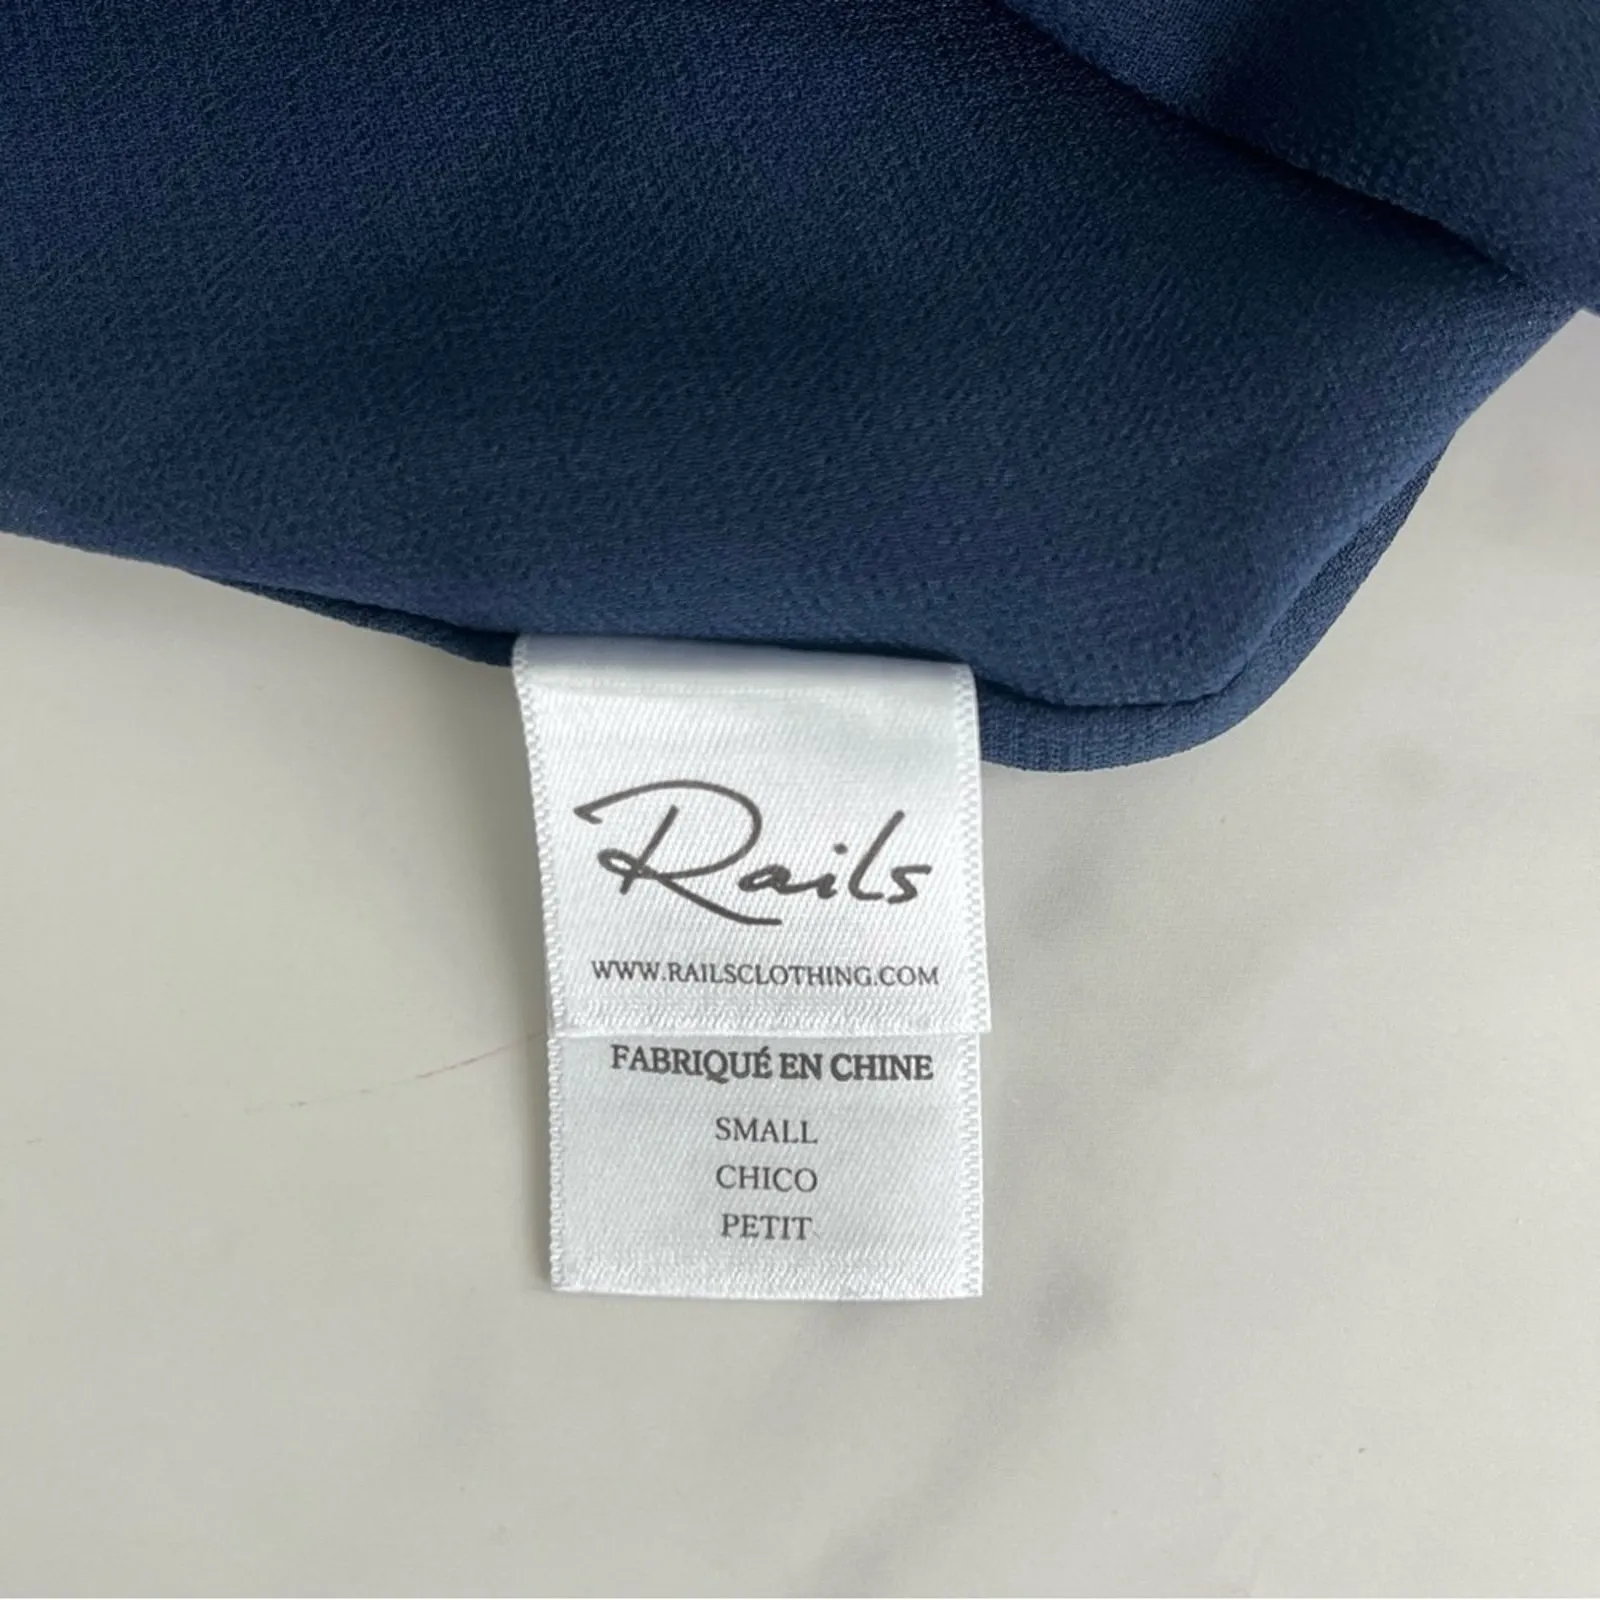 Rails
WWW.RAILSCLOTHING.COM
FABRIQUÉ EN CHINE
SMALL
CHICO
PETIT